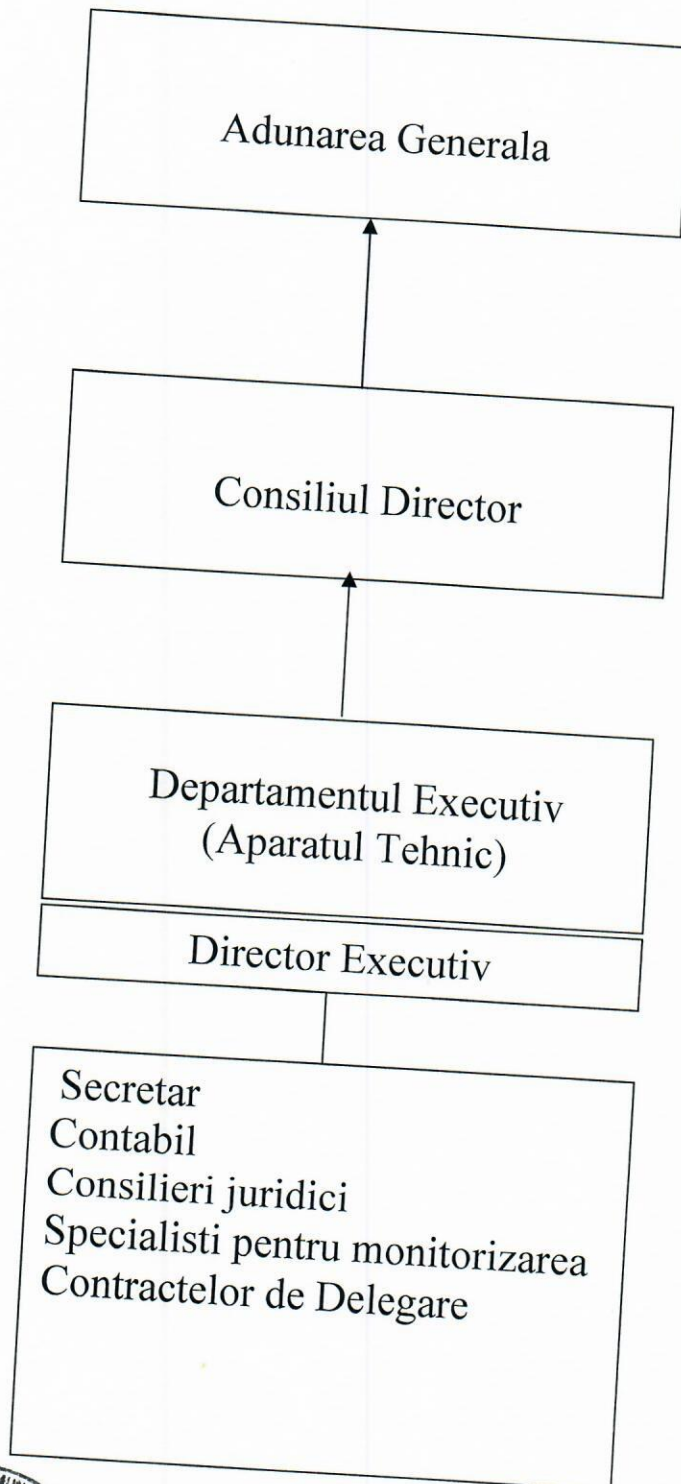 Adunarea Generala
Consiliul Director
Departamentul Executiv
(Aparatul Tehnic)
Director Executiv
Secretar
Contabil
Consilieri juridici
Specialisti pentru monitorizarea
Contractelor de Delegare